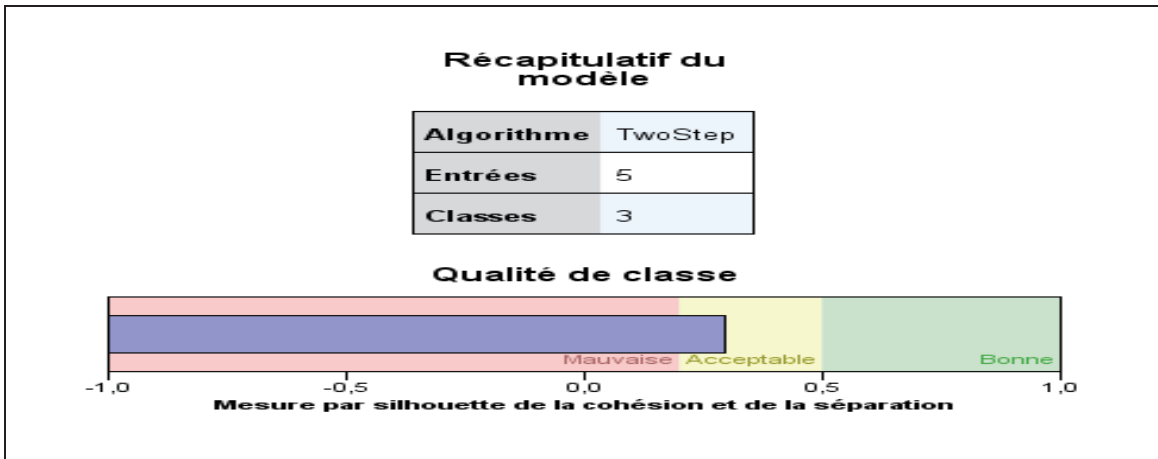 Récapitulatif du
modèle
Algorithme TwoStep
Entrées 5
Classes 3
Qualité de classe
Mauvaise Acceptable Bonne
-1,0 -0,5 0,0 0,5 1,0
Mesure par silhouette de la cohésion et de la séparation